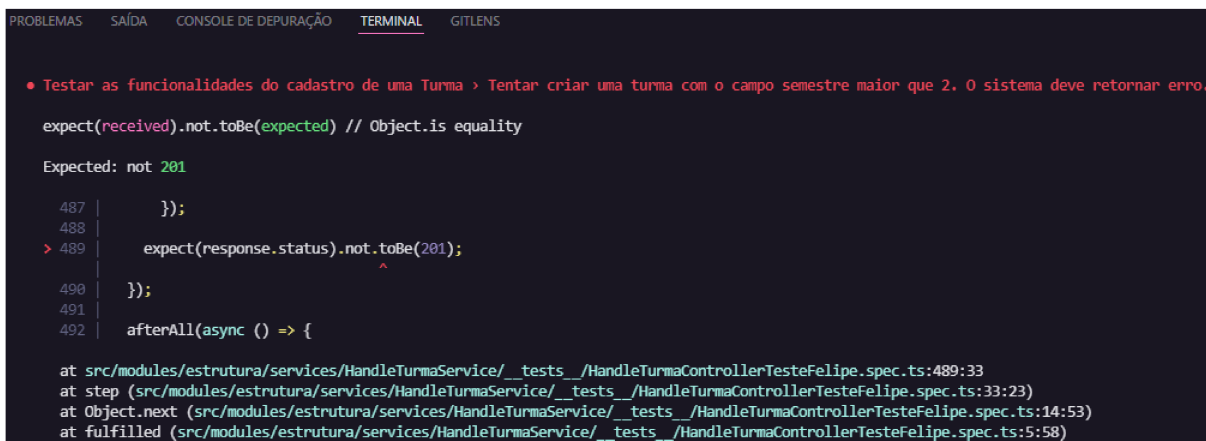 PROBLEMAS SAÍDA CONSOLE DE DEPURAÇÃO TERMINAL GITLENS
● Testar as funcionalidades do cadastro de uma Turma › Tentar criar uma turma com o campo semestre maior que 2. O sistema deve retornar erro.
expect(received).not.toBe(expected) // Object.is equality
Expected: not 201
487 | });
488 |
> 489 | expect(response.status).not.toBe(201);
| ^
490 | });
491 |
492 | afterAll(async () => {
at src/modules/estrutura/services/HandleTurmaService/__tests__/HandleTurmaControllerTesteFelipe.spec.ts:489:33
at step (src/modules/estrutura/services/HandleTurmaService/__tests__/HandleTurmaControllerTesteFelipe.spec.ts:33:23)
at Object.next (src/modules/estrutura/services/HandleTurmaService/__tests__/HandleTurmaControllerTesteFelipe.spec.ts:14:53)
at fulfilled (src/modules/estrutura/services/HandleTurmaService/__tests__/HandleTurmaControllerTesteFelipe.spec.ts:5:58)